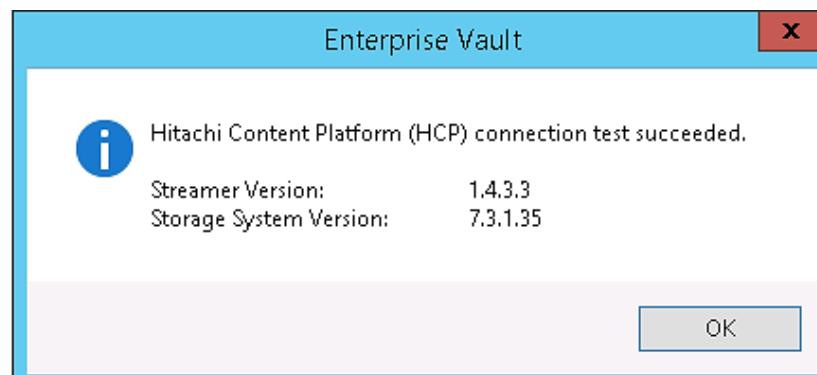 Enterprise Vault
x
Hitachi Content Platform (HCP) connection test succeeded.
Streamer Version: 1.4.3.3
Storage System Version: 7.3.1.35
OK